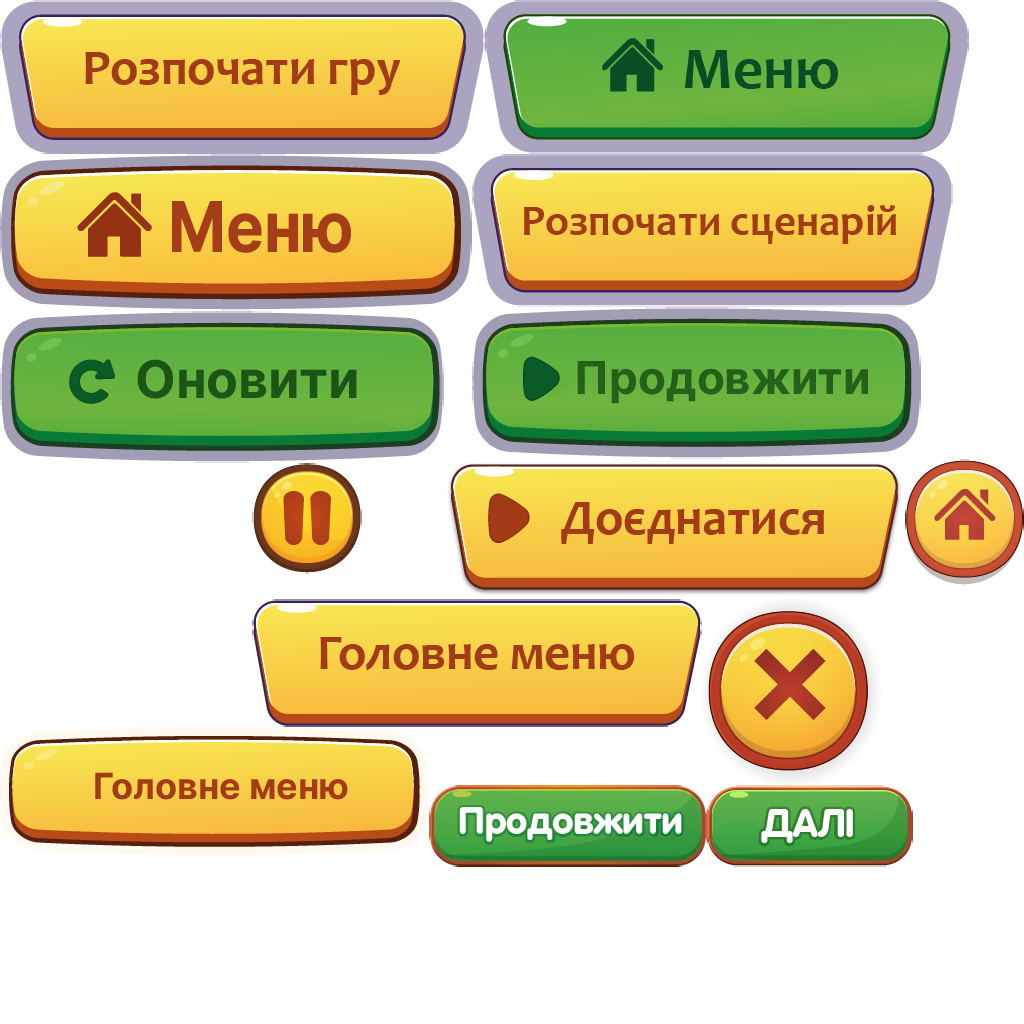 Розпочати гру
Меню
Меню
Розпочати сценарій
Оновити
Продовжити
Доєднатися
Головне меню
Головне меню
Продовжити
ДАЛІ